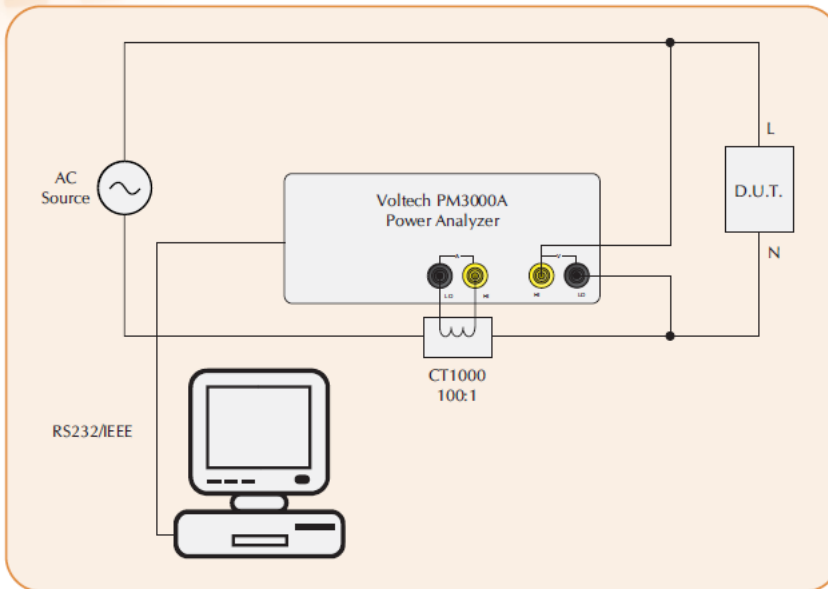 L
AC
Source
Voltech PM3000A
Power Analyzer
D.U.T.
A
V
N
LO
HI
HI
LO
CT1000
100:1
RS232/IEEE